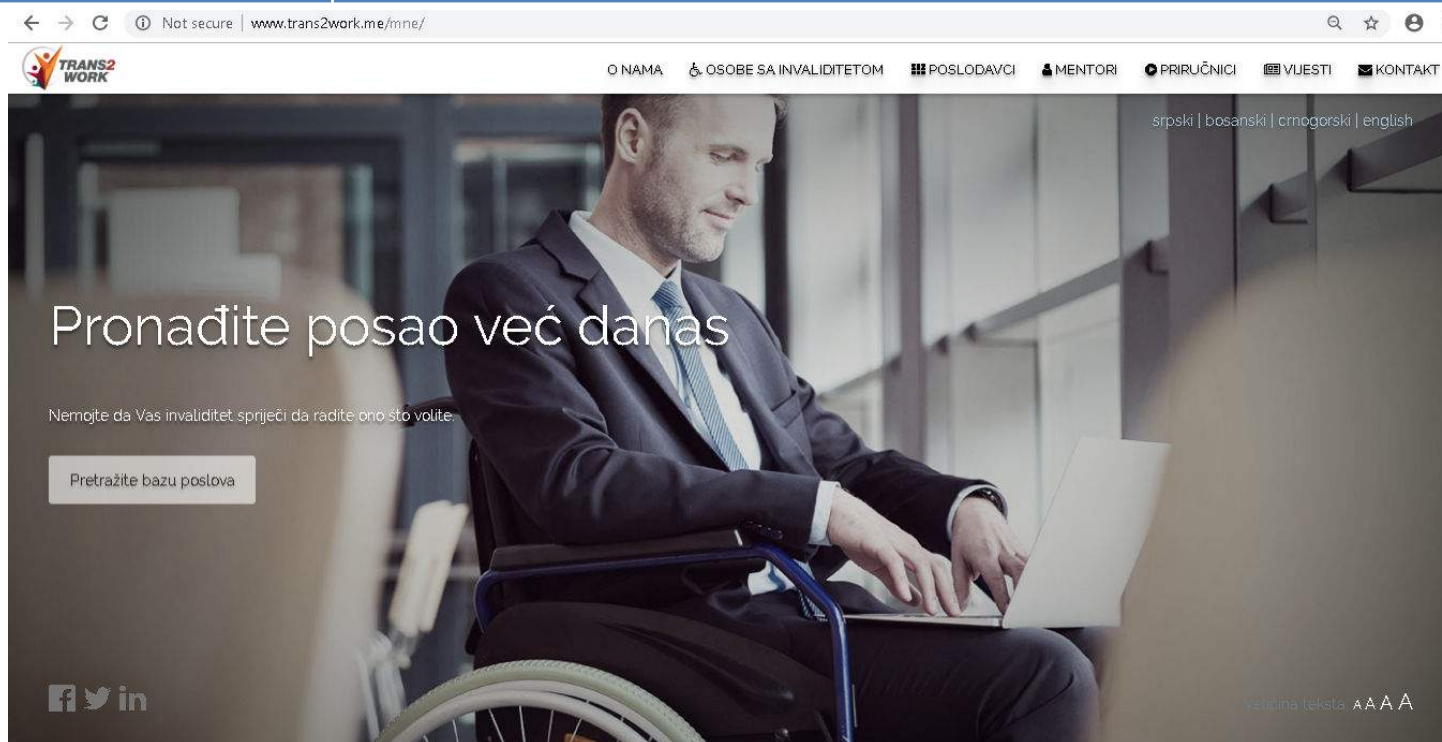 Not secure | www.trans2work.me/mne/
TRANS2
WORK
O NAMA OSOBE SA INVALIDITETOM POSLODAVCI MENTORI PRIRUČNICI VIJESTI KONTAKT
srpski | bosanski | crnogorski | english
Pronađite posao već danas
Nemojte da Vas invaliditet spriječi da radite ono što volite.
Pretražite bazu poslova
Veličina teksta: A A A A